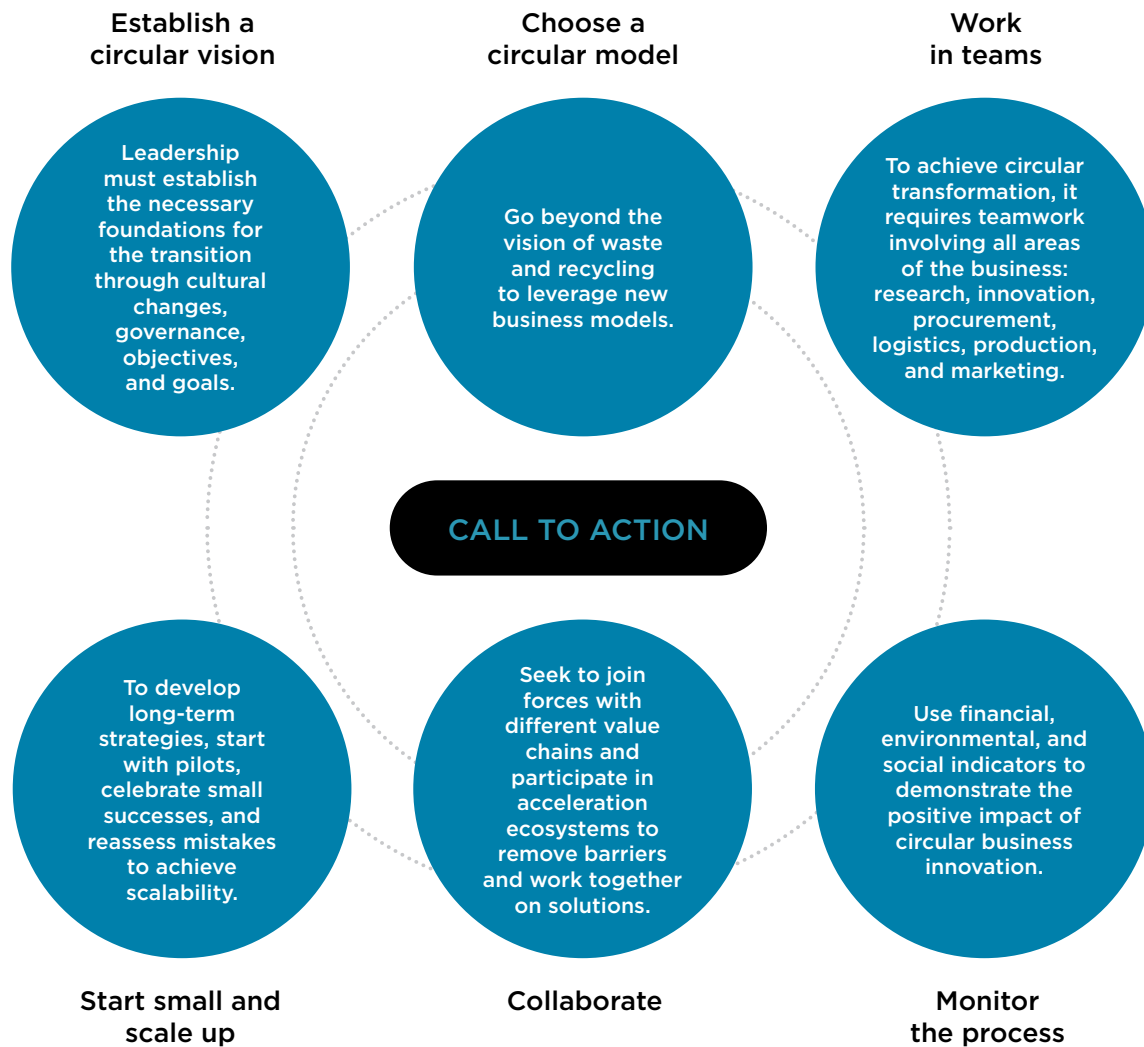 Establish a
circular vision
Leadership
must establish
the necessary
foundations for
the transition
through cultural
changes,
governance,
objectives,
and goals.
Choose a
circular model
Go beyond the
vision of waste
and recycling
to leverage new
business models.
Work
in teams
To achieve circular
transformation, it
requires teamwork
involving all areas
of the business:
research, innovation,
procurement,
logistics, production,
and marketing.
CALL TO ACTION
To develop
long-term
strategies, start
with pilots,
celebrate small
successes, and
reassess mistakes
to achieve
scalability.
Start small and
scale up
Seek to join
forces with
different value
chains and
participate in
acceleration
ecosystems to
remove barriers
and work together
on solutions.
Collaborate
Use financial,
environmental, and
social indicators to
demonstrate the
positive impact of
circular business
innovation.
Monitor
the process